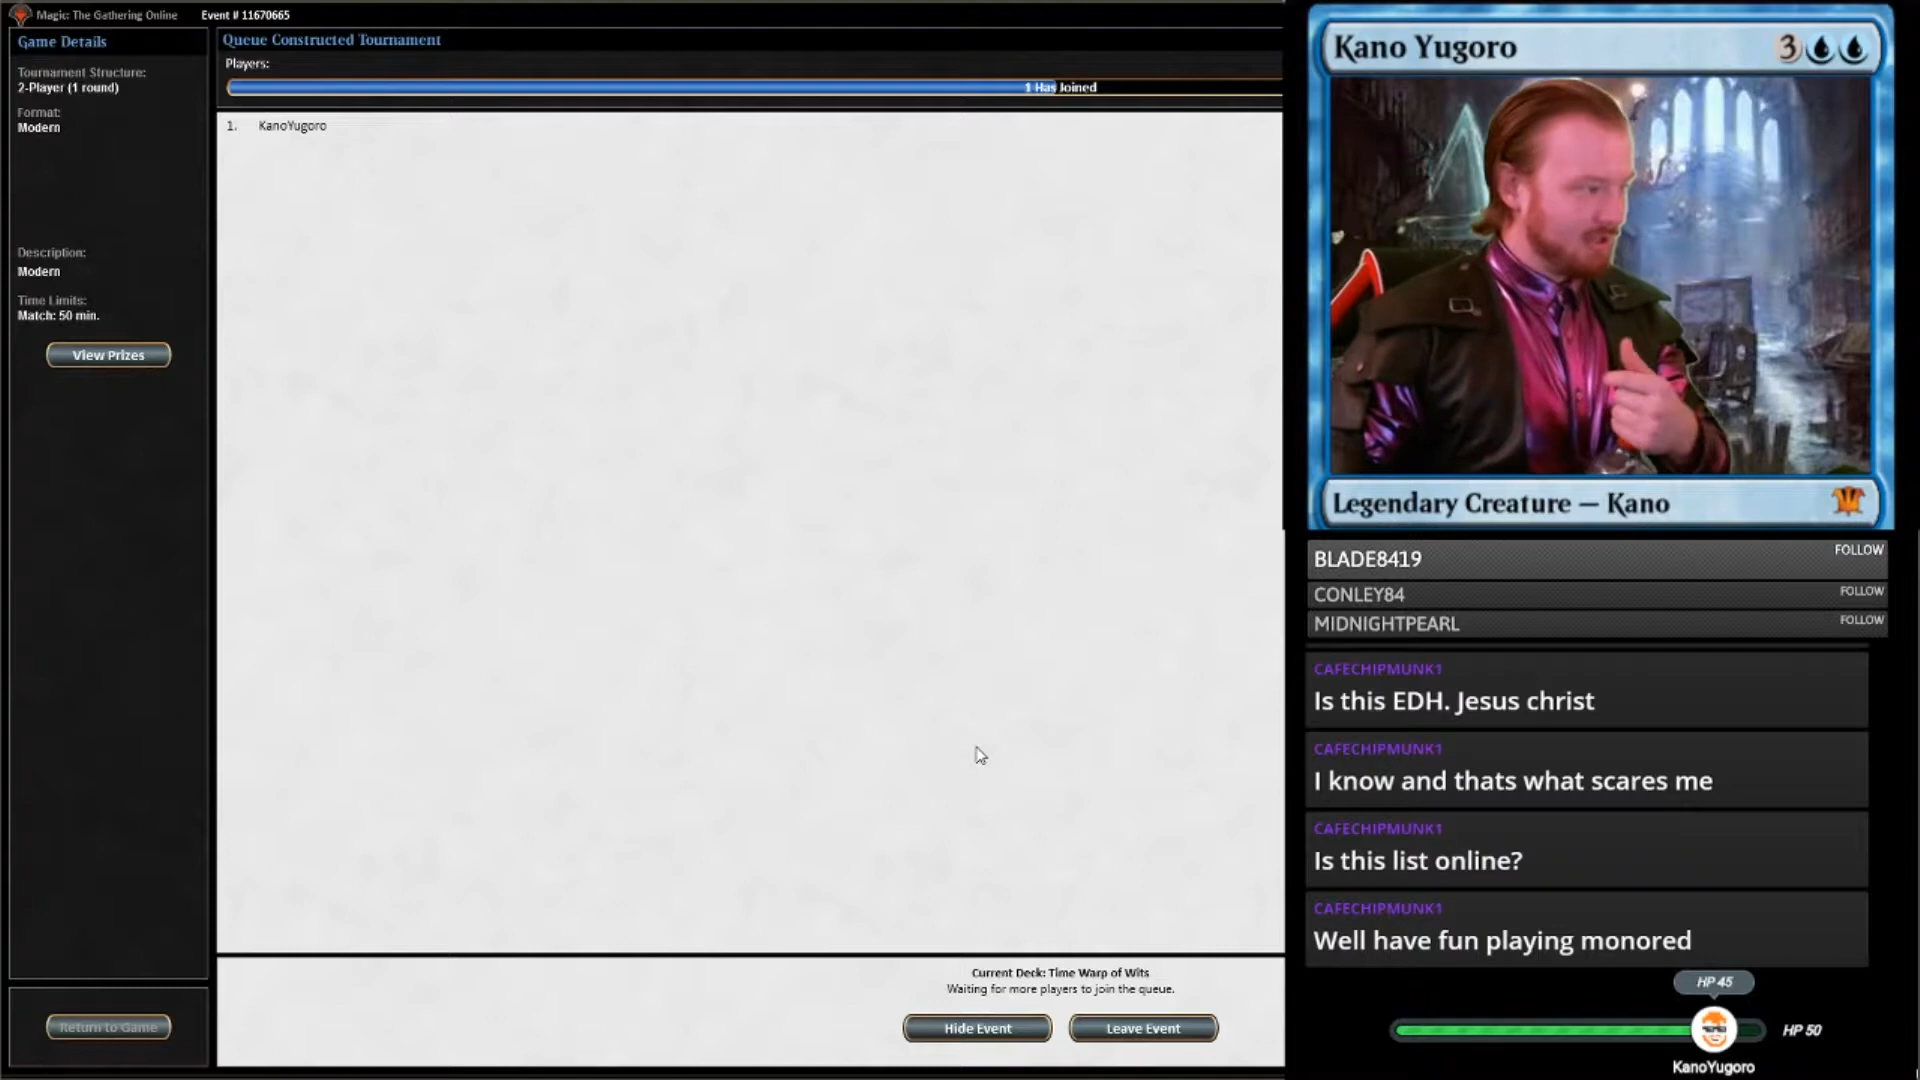 Magic: The Gathering Online
Event # 11670665
Game Details
Tournament Structure:
2-Player (1 round)
Format:
Modern
Description:
Modern
Time Limits:
Match: 50 min.
View Prizes
Return to Game
Queue Constructed Tournament
Players:
1 Has Joined
1. KanoYugoro
Current Deck: Time Warp of Wits
Waiting for more players to join the queue.
Hide Event
Leave Event
Kano Yugoro 3
Legendary Creature — Kano
BLADE8419 FOLLOW
CONLEY84 FOLLOW
MIDNIGHTPEARL FOLLOW
CAFECHIPMUNK1
Is this EDH. Jesus christ
CAFECHIPMUNK1
I know and thats what scares me
CAFECHIPMUNK1
Is this list online?
CAFECHIPMUNK1
Well have fun playing monored
HP 45
HP 50
KanoYugoro